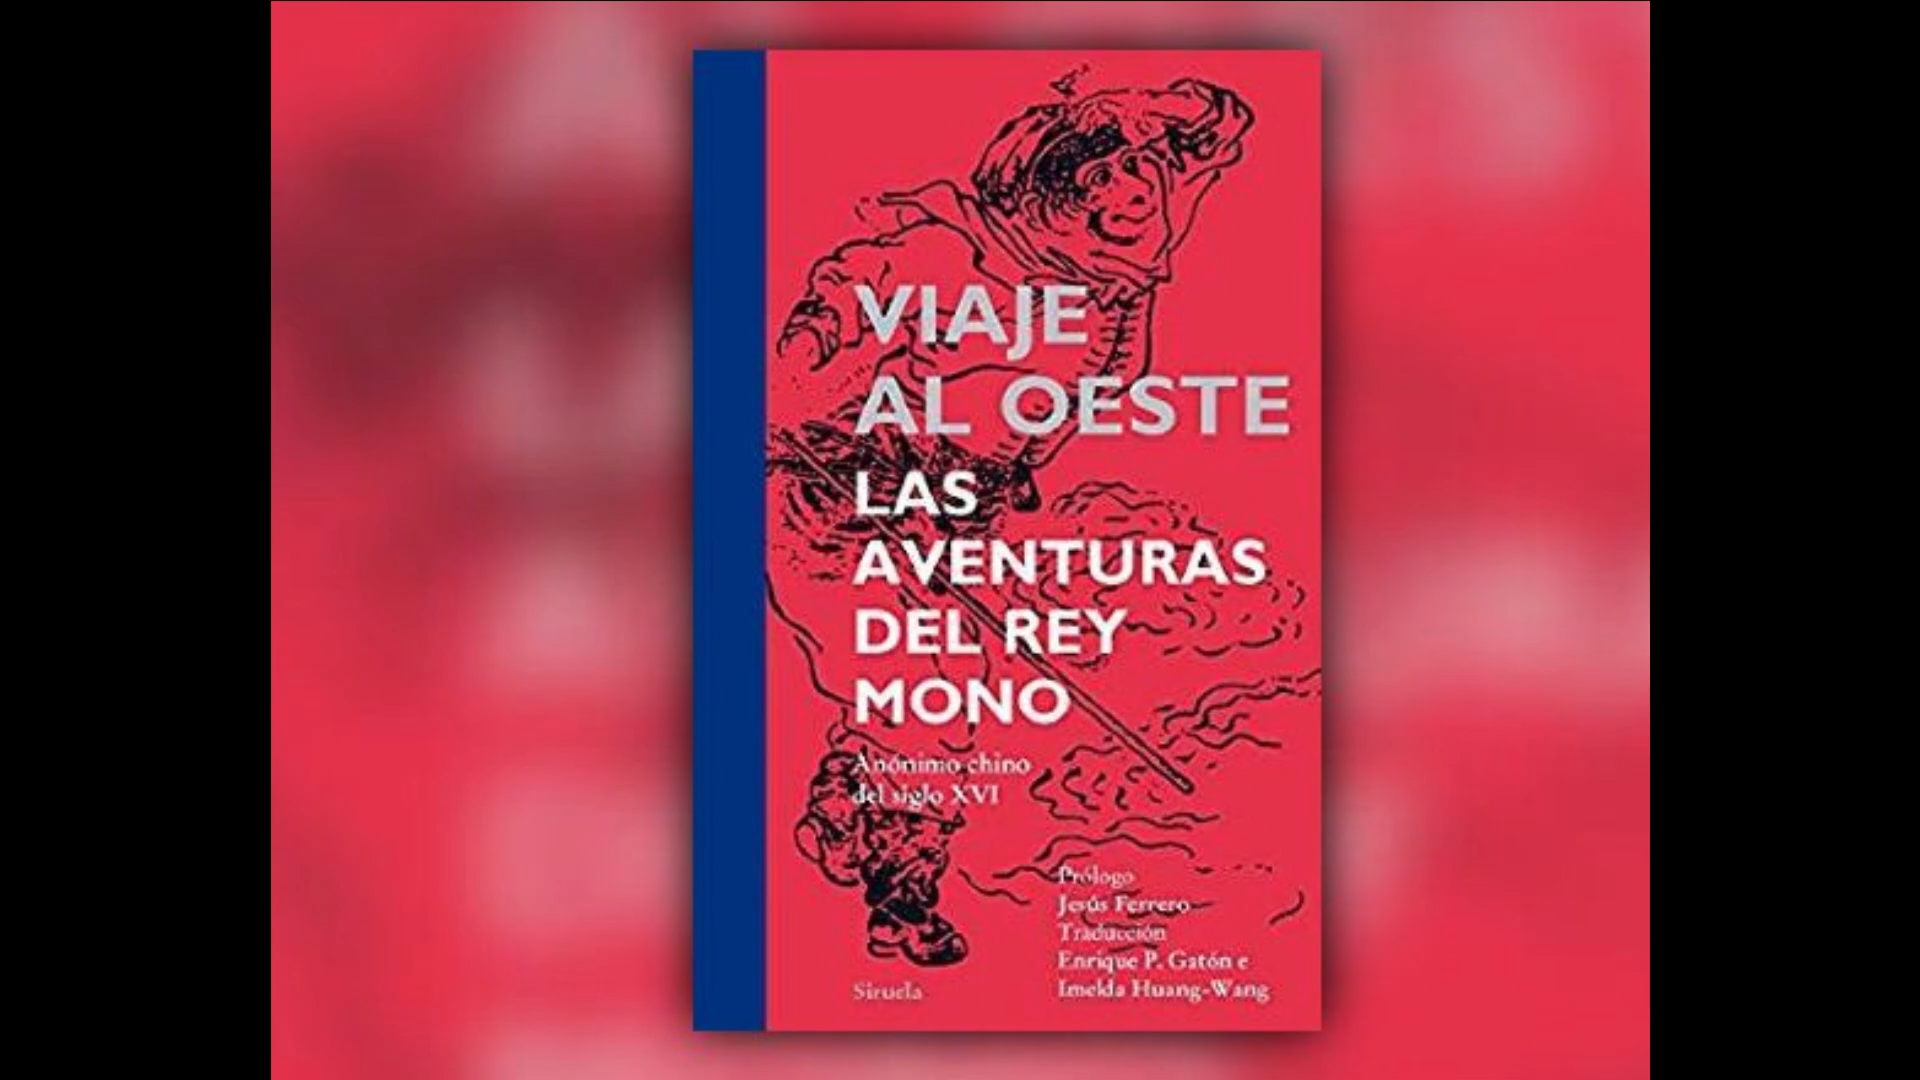 VIAJE
AL OESTE
LAS
AVENTURAS
DEL REY
MONO
Anónimo chino
del siglo XVI
Prólogo
Jesús Ferrero
Traducción
Enrique P. Gatón e
Imelda Huang-Wang
Siruela